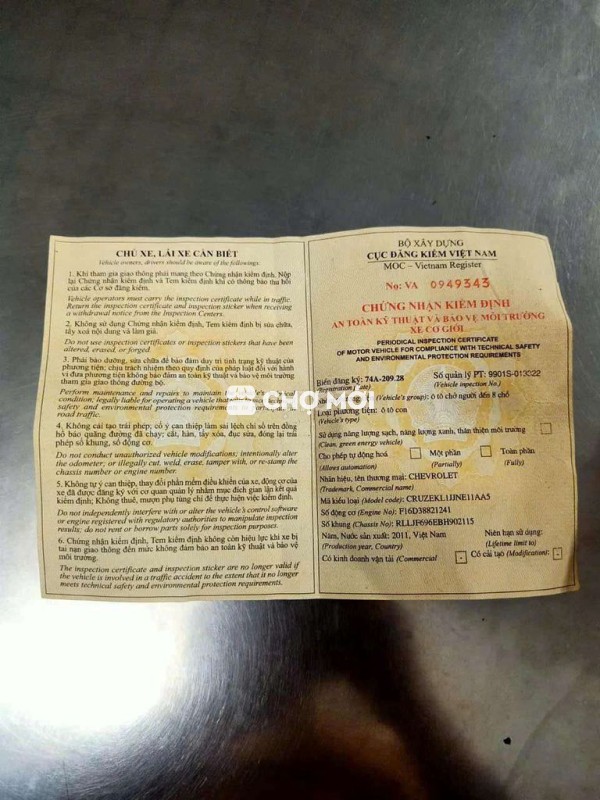 CHỦ XE, LÁI XE CẦN BIẾT
Vehicle owners, drivers should be aware of the followings:
1. Khi tham gia giao thông phải mang theo Chứng nhận kiểm định. Nộp
lại Chứng nhận kiểm định và Tem kiểm định khi có thông báo thu hồi
của các Cơ sở đăng kiểm.
Vehicle operators must carry the inspection certificate while in traffic.
Return the inspection certificate and inspection sticker when receiving
a withdrawal notice from the Inspection Centers.
2. Không sử dụng Chứng nhận kiểm định, Tem kiểm định bị sửa chữa,
tẩy xoá nội dung và làm giả.
Do not use inspection certificates or inspection stickers that have been
altered, erased, or forged
3. Phải bảo dưỡng, sửa chữa để bảo đảm duy trì tình trạng kỹ thuật của
phương tiện; chịu trách nhiệm theo quy định của pháp luật đối với hành
vi đưa phương tiện không bảo đảm an toàn kỹ thuật và bảo vệ môi trường
tham gia giao thông đường bộ.
Perform maintenance and repairs to maintain
condition; legally liable for operating a vehicle that
safety and environmental protection requirements
road traffic.
4. Không cải tạo trái phép; cố ý can thiệp làm sai lệch chỉ số trên đồng
hồ báo quãng đường đã chạy; cắt, hàn, tẩy xóa, đục sửa, đóng lại trái
phép số khung, số động cơ.
Do not conduct unauthorized vehicle modifications; intentionally alter
the odometer; or illegally cut, weld, erase, tamper with, or re-stamp the
chassis number or engine number.
5. Không tự ý can thiệp, thay đổi phần mềm điều khiển của xe, động cơ của
xe đã được đăng ký với cơ quan quản lý nhằm mục đích gian lận kết quả
kiểm định; Không thuê, mượn phụ tùng chỉ để thực hiện việc kiểm định.
Do not independently interfere with or alter the vehicle's control software
or engine registered with regulatory authorities to manipulate inspection
results; do not rent or borrow parts solely for inspection purposes.
6. Chứng nhận kiểm định, Tem kiểm định không còn hiệu lực khi xe bị
tai nạn giao thông đến mức không đảm bảo an toàn kỹ thuật và bảo vệ
môi trường.
The inspection certificate and inspection sticker are no longer valid if
the vehicle is involved in a traffic accident to the extent that it no longer
meets technical safety and environmental protection requirements.
BỘ XÂY DỰNG
CỤC ĐĂNG KIỂM VIỆT NAM
MOC – Vietnam Register
No: VA 0949343
CHỨNG NHẬN KIỂM ĐỊNH
AN TOÀN KỸ THUẬT VÀ BẢO VỆ MÔI TRƯỜNG
XE CƠ GIỚI
PERIODICAL INSPECTION CERTIFICATE
OF MOTOR VEHICLE FOR COMPLIANCE WITH TECHNICAL SAFETY
AND ENVIRONMENTAL PROTECTION REQUIREMENTS
Biển đăng ký: 74A-209.28 Số quản lý PT: 9901S-013322
(Registration Plate) (Vehicle inpection No.)
(Vehicle's group): ô tô chở người đến 8 chỗ
Loại phương tiện: ô tô con
(Vehicle's type)
Sử dụng năng lượng sạch, năng lượng xanh, thân thiện môi trường
(Clean, green energy vehicle)
Cho phép tự động hoá Một phần Toàn phần
(Allows automation) (Partially) (Fully)
Nhãn hiệu, tên thương mại: CHEVROLET
(Trademark, Commercial name)
Mã kiểu loại (Model code): CRUZEKL1JJNE11AA5
Số động cơ (Engine No): F16D38821241
Số khung (Chassis No): RLLJF696EBH902115
Năm, Nước sản xuất: 2011, Việt Nam Niên hạn sử dụng:
(Production year, Country) (Lifetime limit to)
Có kinh doanh vận tải (Commercial - Có cải tạo (Modification): -
CHỢ MỚI